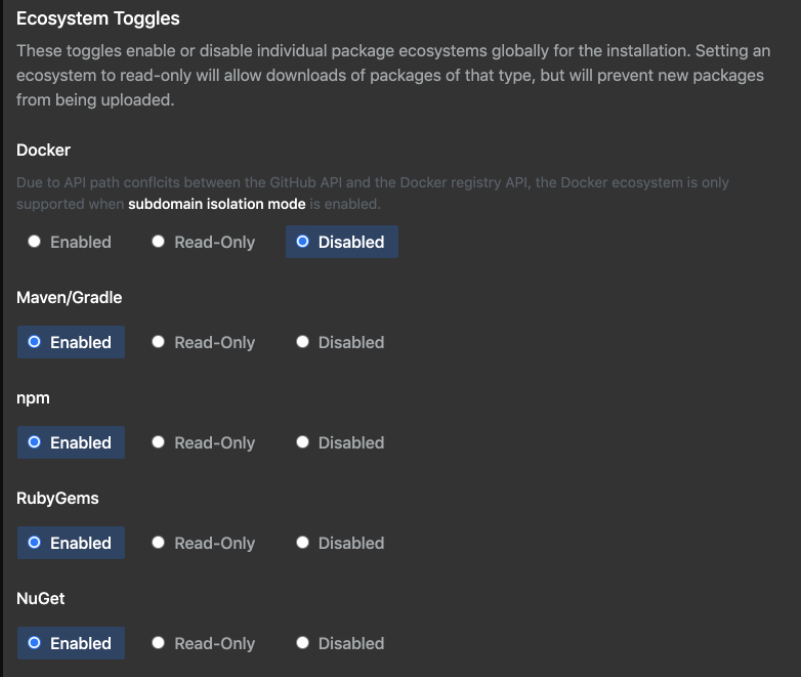 Ecosystem Toggles
These toggles enable or disable individual package ecosystems globally for the installation. Setting an
ecosystem to read-only will allow downloads of packages of that type, but will prevent new packages
from being uploaded.
Docker
Due to API path conflcits between the GitHub API and the Docker registry API, the Docker ecosystem is only
supported when subdomain isolation mode is enabled.
Enabled Read-Only Disabled
Maven/Gradle
Enabled Read-Only Disabled
npm
Enabled Read-Only Disabled
RubyGems
Enabled Read-Only Disabled
NuGet
Enabled Read-Only Disabled